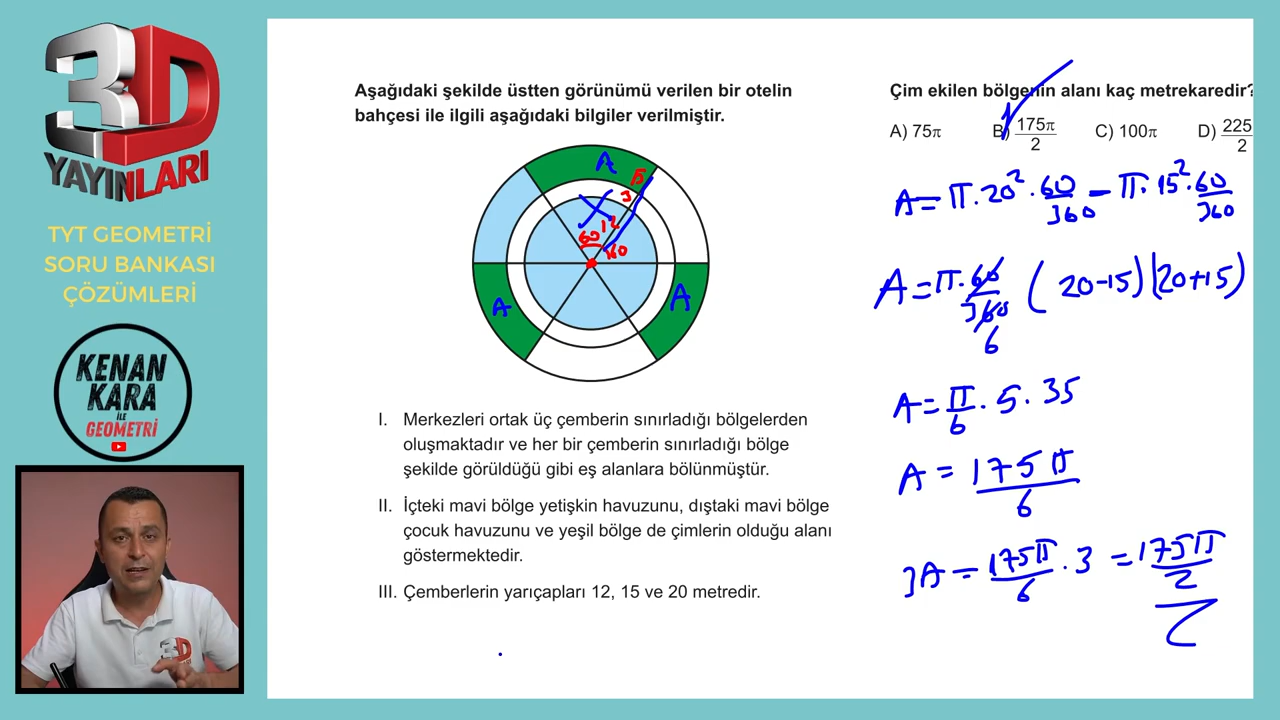 3D
YAYINLARI
TYT GEOMETRİ
SORU BANKASI
ÇÖZÜMLERİ
KENAN
KARA
İLE
GEOMETRİ
3D
Aşağıdaki şekilde üstten görünümü verilen bir otelin
bahçesi ile ilgili aşağıdaki bilgiler verilmiştir.
A
3
12
60
A
A
I. Merkezleri ortak üç çemberin sınırladığı bölgelerden
oluşmaktadır ve her bir çemberin sınırladığı bölge
şekilde görüldüğü gibi eş alanlara bölünmüştür.
II. İçteki mavi bölge yetişkin havuzunu, dıştaki mavi bölge
çocuk havuzunu ve yeşil bölge de çimlerin olduğu alanı
göstermektedir.
III. Çemberlerin yarıçapları 12, 15 ve 20 metredir.
Çim ekilen bölgenin alanı kaç metrekaredir?
A) 75π B) 175π/2 C) 100π D) 225/2
A = π · 20² · 60/360 − π · 15² · 60/360
A = π · 60/360 (20−15)(20+15)
6
A = π/6 · 5 · 35
A = 175π/6
3A = 175π/6 · 3 = 175π/2